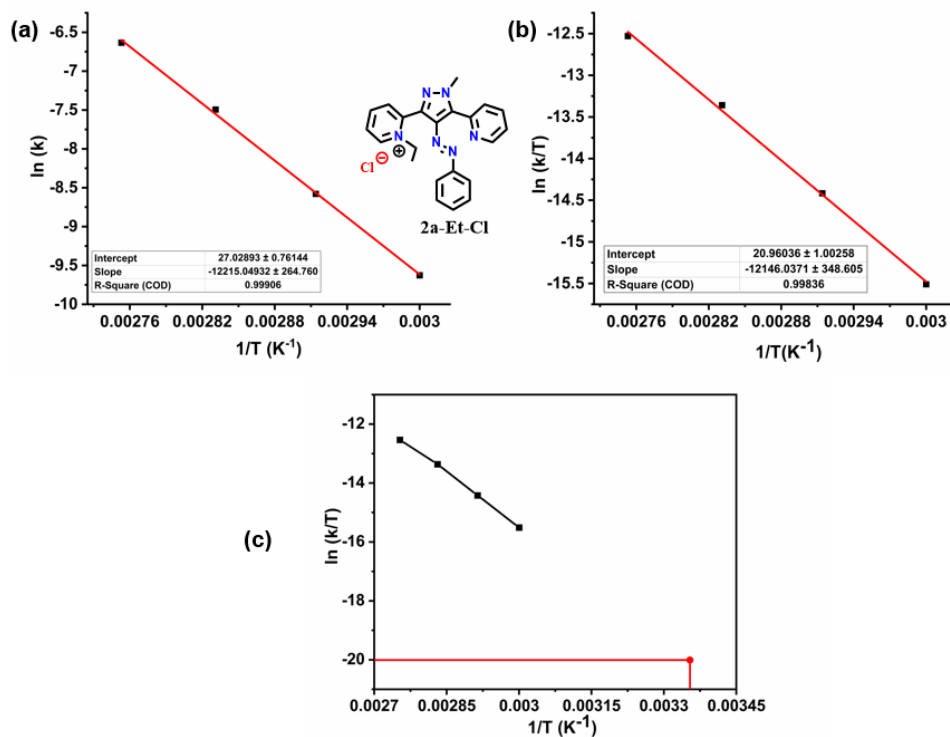 (a)
-6.5
-7
-7.5
-8
-8.5
-9
-9.5
-10
ln (k)
0.00276
0.00282
0.00288
0.00294
0.003
1/T (K⁻¹)
Intercept 27.02893 ± 0.76144
Slope -12215.04932 ± 264.760
R-Square (COD) 0.99906
N
N
N
N
N
N
+
Cl ⊖
2a-Et-Cl
(b)
-12.5
-13
-13.5
-14
-14.5
-15
-15.5
ln (k/T)
0.00276
0.00282
0.00288
0.00294
0.003
1/T(K⁻¹)
Intercept 20.96036 ± 1.00258
Slope -12146.0371 ± 348.605
R-Square (COD) 0.99836
(c)
-12
-14
-16
-18
-20
ln (k/T)
0.0027
0.00285
0.003
0.00315
0.0033
0.00345
1/T (K⁻¹)